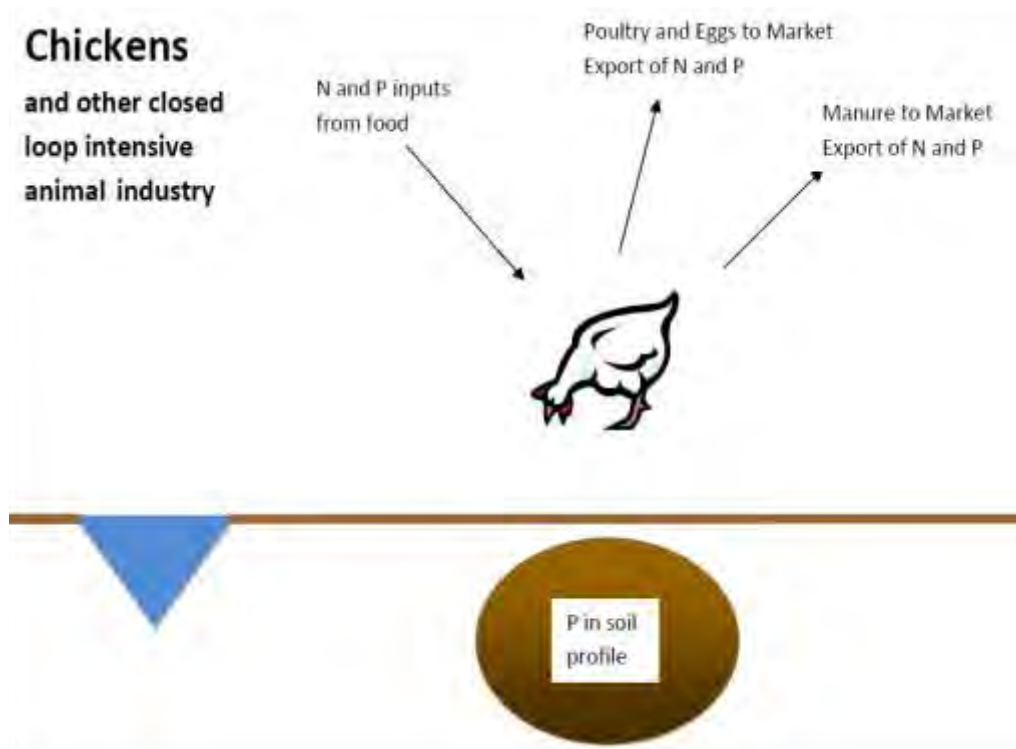 Chickens
and other closed
loop intensive
animal industry
N and P inputs
from food
Poultry and Eggs to Market
Export of N and P
Manure to Market
Export of N and P
P in soil
profile